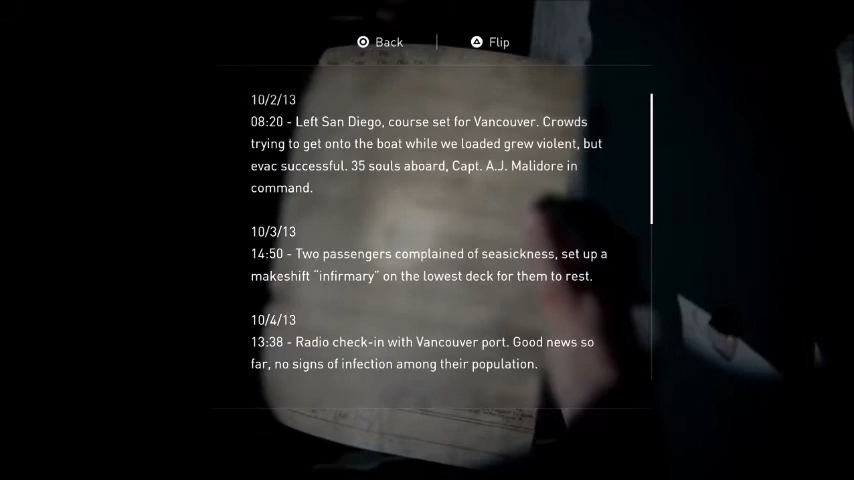 Back | Flip
10/2/13
08:20 - Left San Diego, course set for Vancouver. Crowds
trying to get onto the boat while we loaded grew violent, but
evac successful. 35 souls aboard, Capt. A.J. Malidore in
command.
10/3/13
14:50 - Two passengers complained of seasickness, set up a
makeshift “infirmary” on the lowest deck for them to rest.
10/4/13
13:38 - Radio check-in with Vancouver port. Good news so
far, no signs of infection among their population.